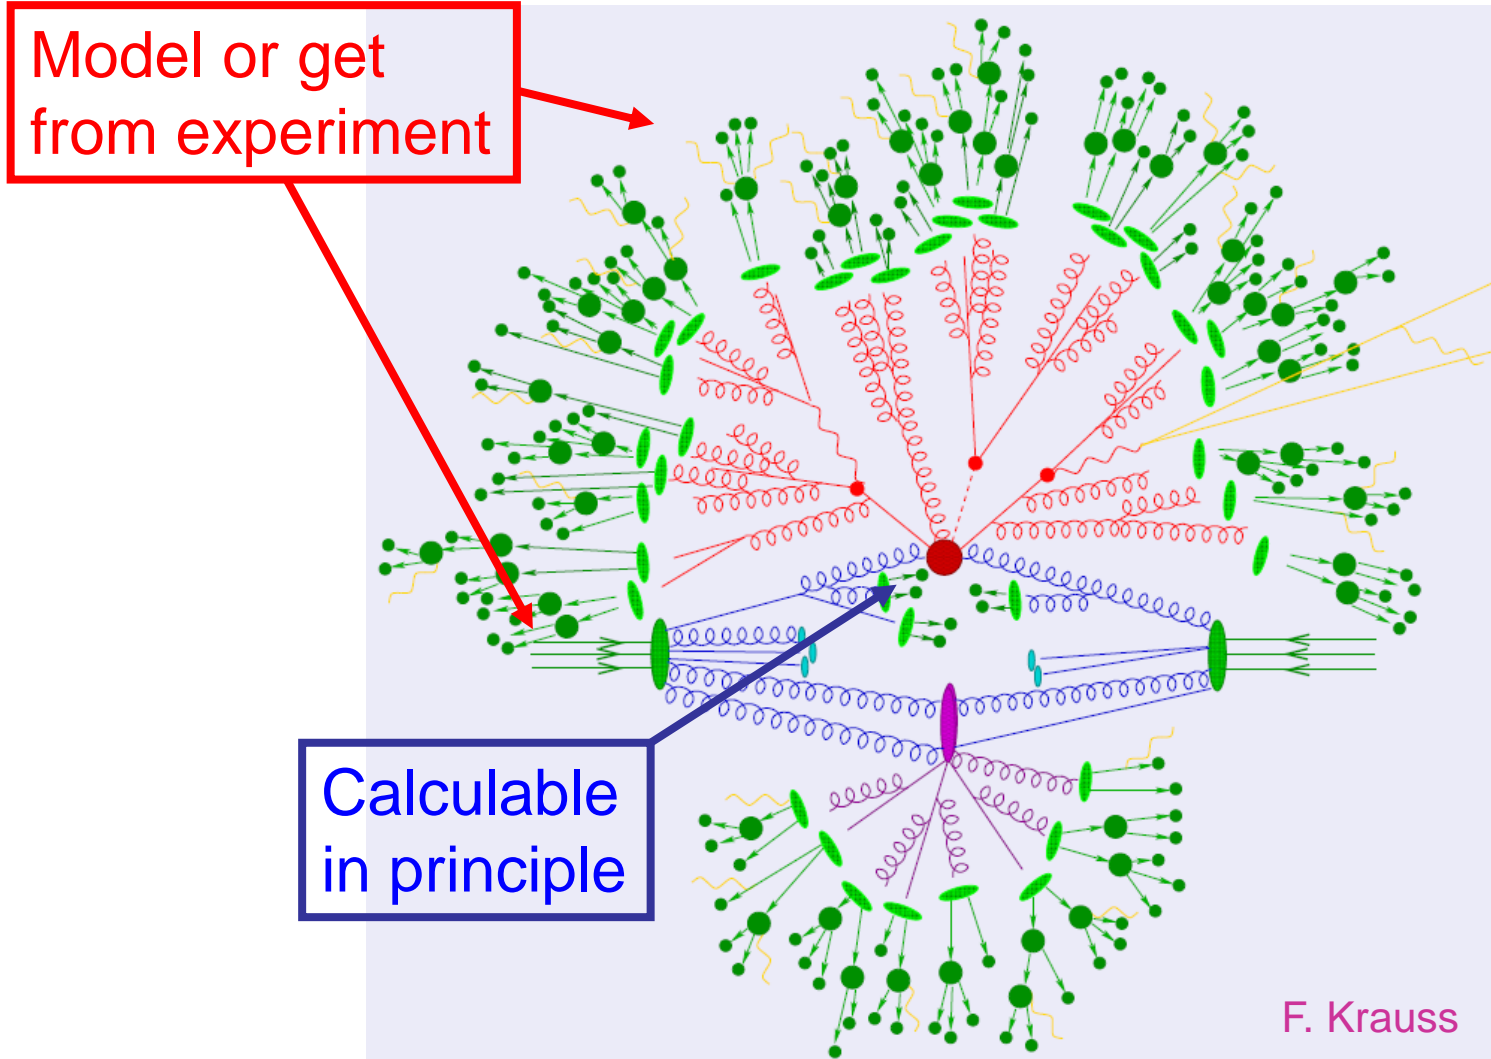 Model or get
from experiment
Calculable
in principle
F. Krauss